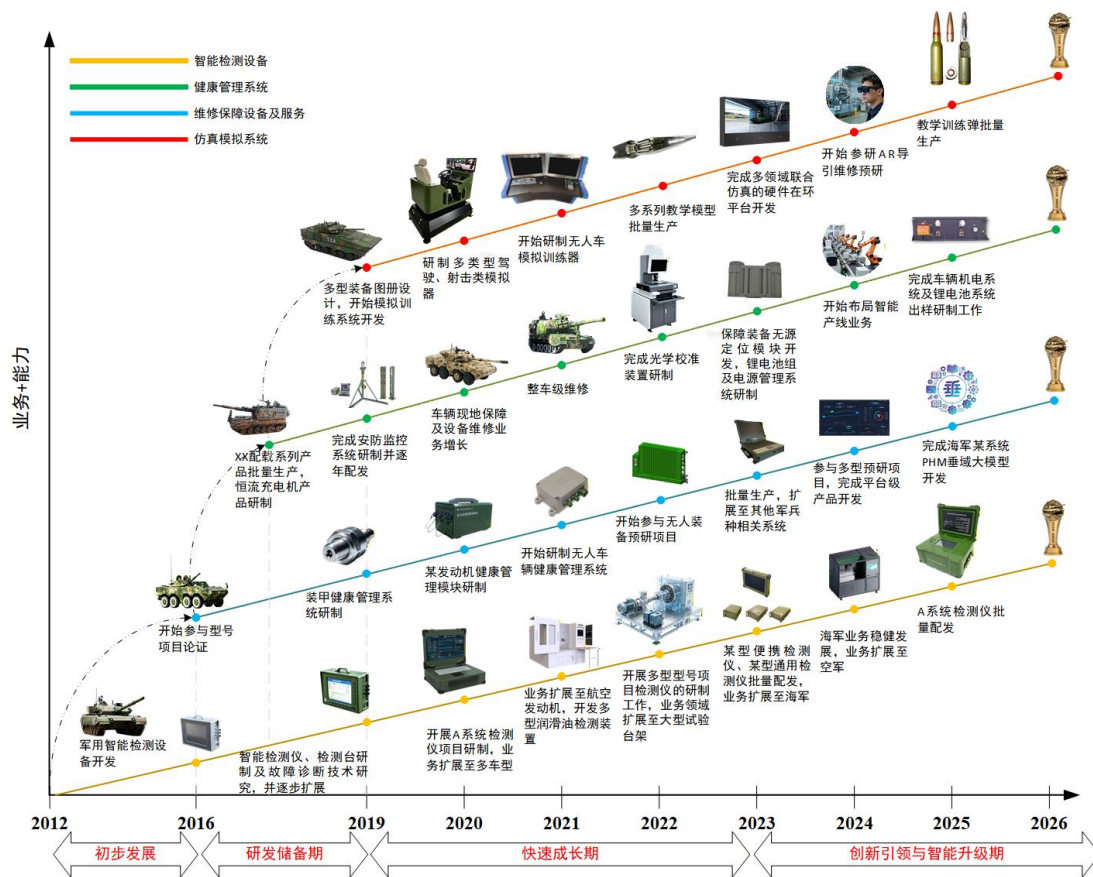 智能检测设备
健康管理系统
维修保障设备及服务
仿真模拟系统
业务+能力
多型装备图册设
计，开始模拟训
练系统开发
研制多类型驾
驶、射击类模拟
器
开始研制无人车
模拟训练器
多系列教学模型
批量生产
完成多领域联合
仿真的硬件在环
平台开发
开始参研AR导
引维修预研
教学训练弹批量
生产
XX配载系列产
品批量生产，恒
流充电机产
品研制
完成安防监控
系统研制并逐
年配发
车辆现地保障
及设备维修业
务增长
整车级维修
完成光学校准
装置研制
保障装备无源
定位模块开
发，锂电池组
及电源管理系
统研制
开始布局智能
产线业务
完成车辆机电系
统及锂电池系统
出样研制工作
开始参与型号
项目论证
装甲健康管理系
统研制
某发动机健康管
理模块研制
开始研制无人车
辆健康管理系统
开始参与无人装
备预研项目
批量生产，扩
展至其他军兵
种相关系统
参与多型预研项
目，完成平台级
产品开发
垂
完成海军某系统
PHM垂域大模型
开发
军用智能检测设
备开发
智能检测仪、检测台研
制及故障诊断技术研
究，并逐步扩展
开展A系统检测
仪项目研制，业
务扩展至多车型
业务扩展至航空
发动机，开发多
型润滑油检测装
置
开展多型型号项
目检测仪的研制
工作，业务领域
扩展至大型试验
台架
某型便携检测
仪、某型通用检
测仪批量配发，
业务扩展至海军
海军业务稳健发
展，业务扩展至
空军
A系统检测仪批
量配发
2012
2016
2019
2020
2021
2022
2023
2024
2025
2026
初步发展
研发储备期
快速成长期
创新引领与智能升级期